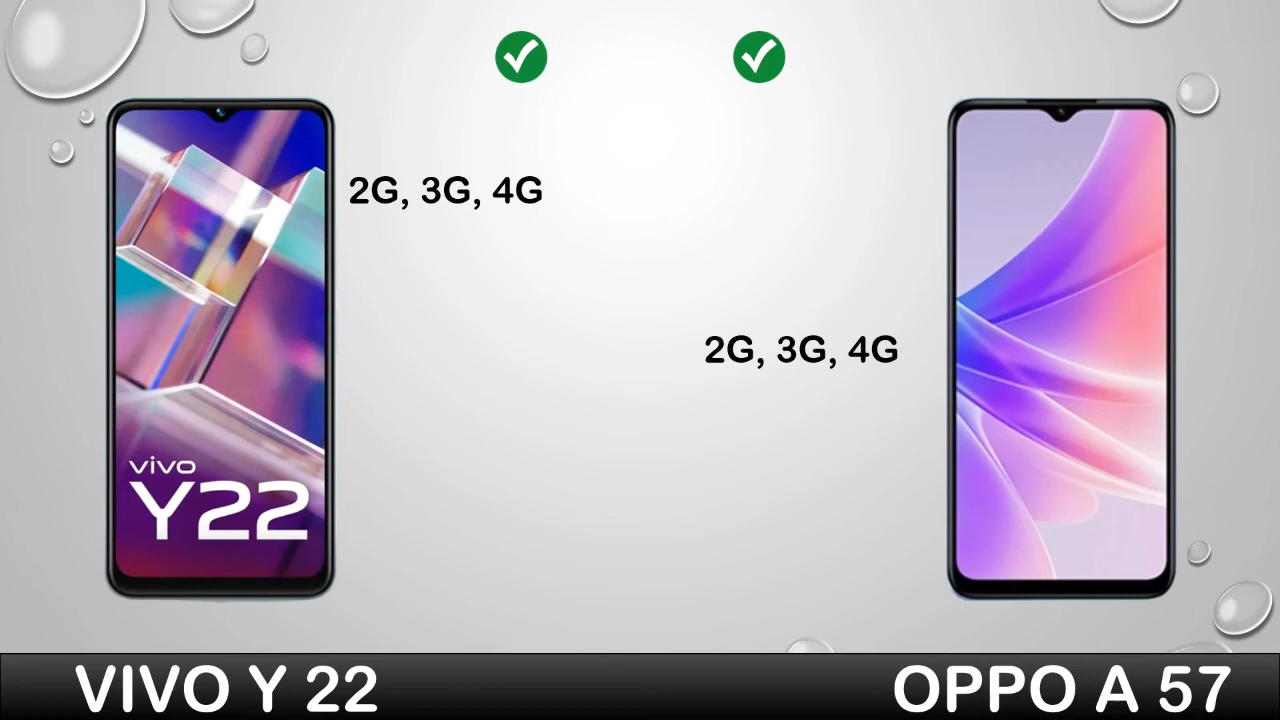 2G, 3G, 4G
2G, 3G, 4G
vivo
Y22
VIVO Y 22
OPPO A 57